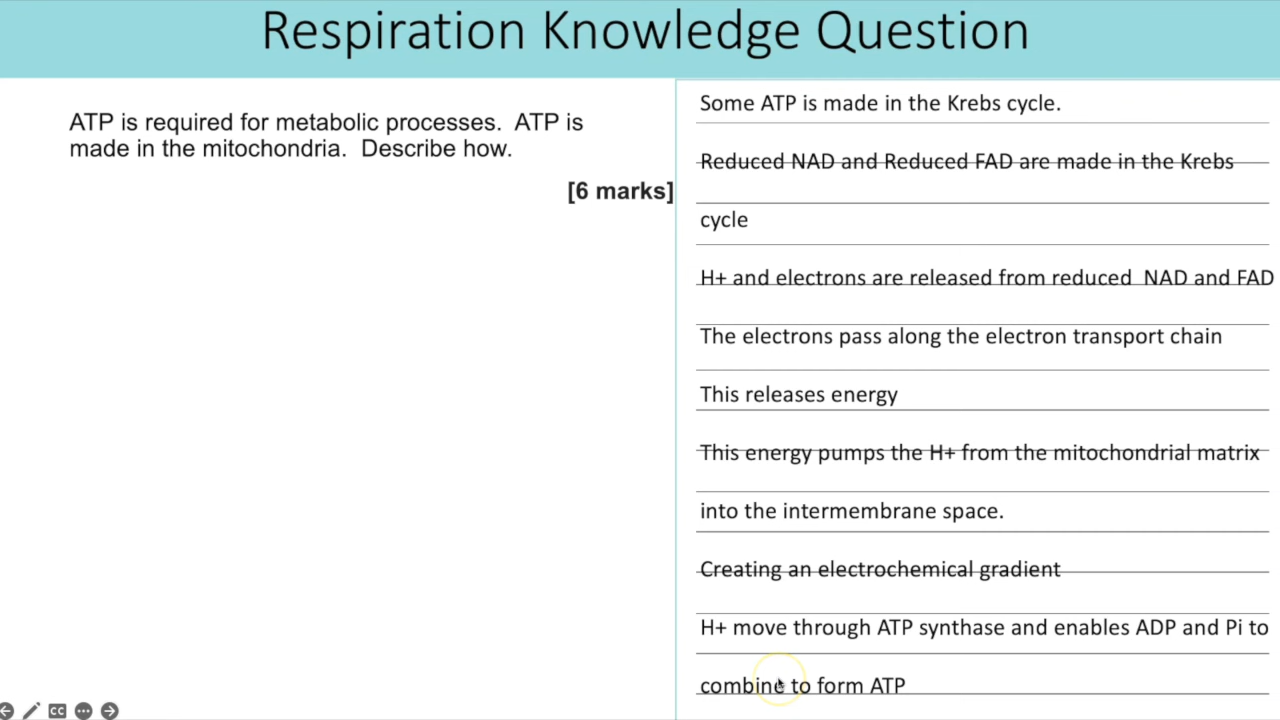 Respiration Knowledge Question
ATP is required for metabolic processes.  ATP is
made in the mitochondria.  Describe how.
[6 marks]
Some ATP is made in the Krebs cycle.
Reduced NAD and Reduced FAD are made in the Krebs
cycle
H+ and electrons are released from reduced  NAD and FAD
The electrons pass along the electron transport chain
This releases energy
This energy pumps the H+ from the mitochondrial matrix
into the intermembrane space.
Creating an electrochemical gradient
H+ move through ATP synthase and enables ADP and Pi to
combine to form ATP
CC